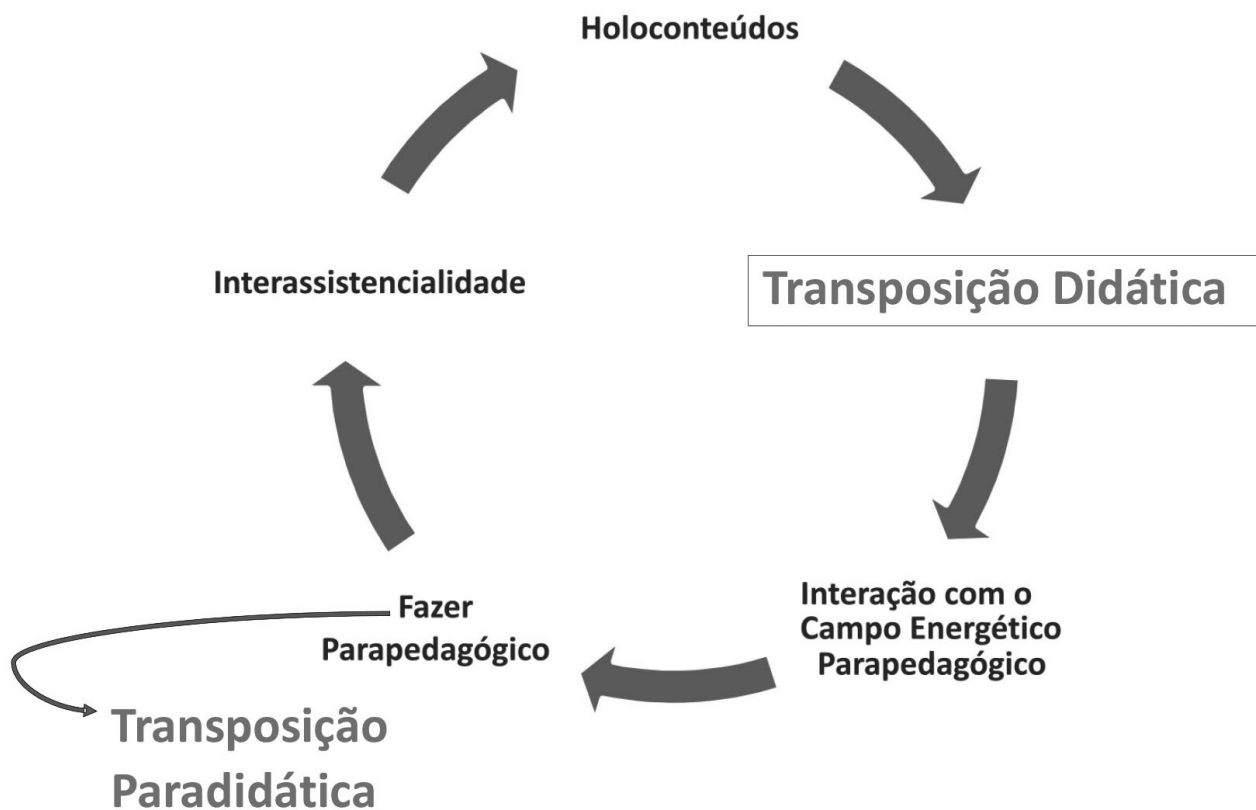 Holoconteúdos
Transposição Didática
Interassistencialidade
Interação com o
Campo Energético
Parapedagógico
Fazer
Parapedagógico
Transposição
Paradidática